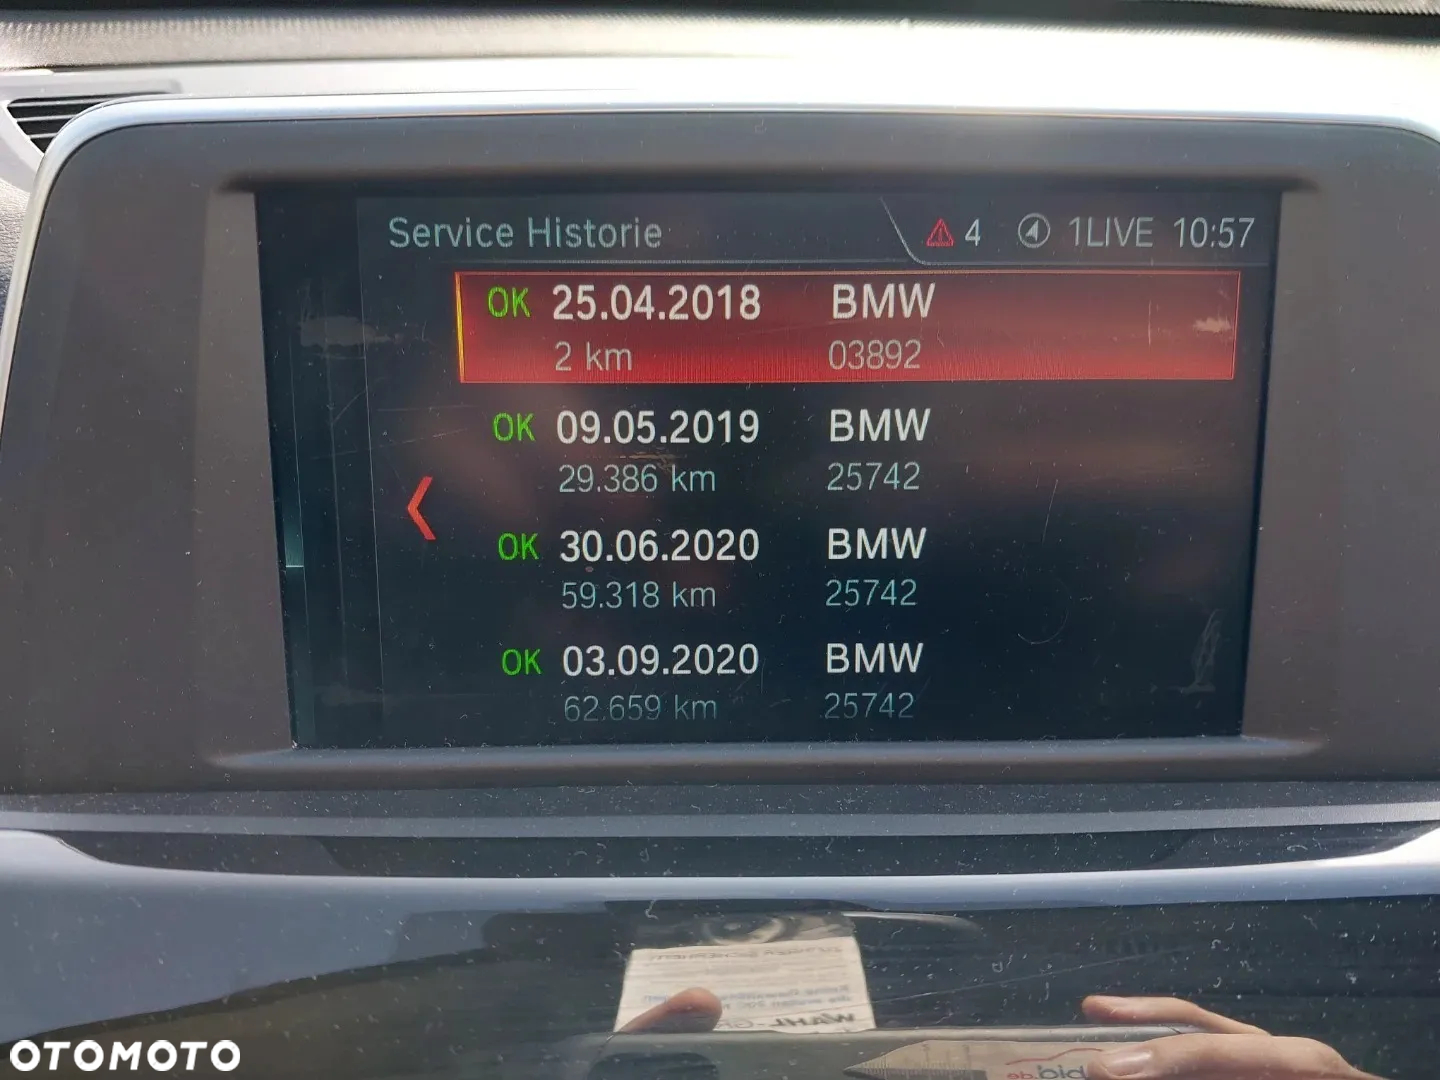 Service Historie 4 1LIVE 10:57
OK 25.04.2018 BMW
2 km 03892
OK 09.05.2019 BMW
29.386 km 25742
OK 30.06.2020 BMW
59.318 km 25742
OK 03.09.2020 BMW
62.659 km 25742
OTOMOTO